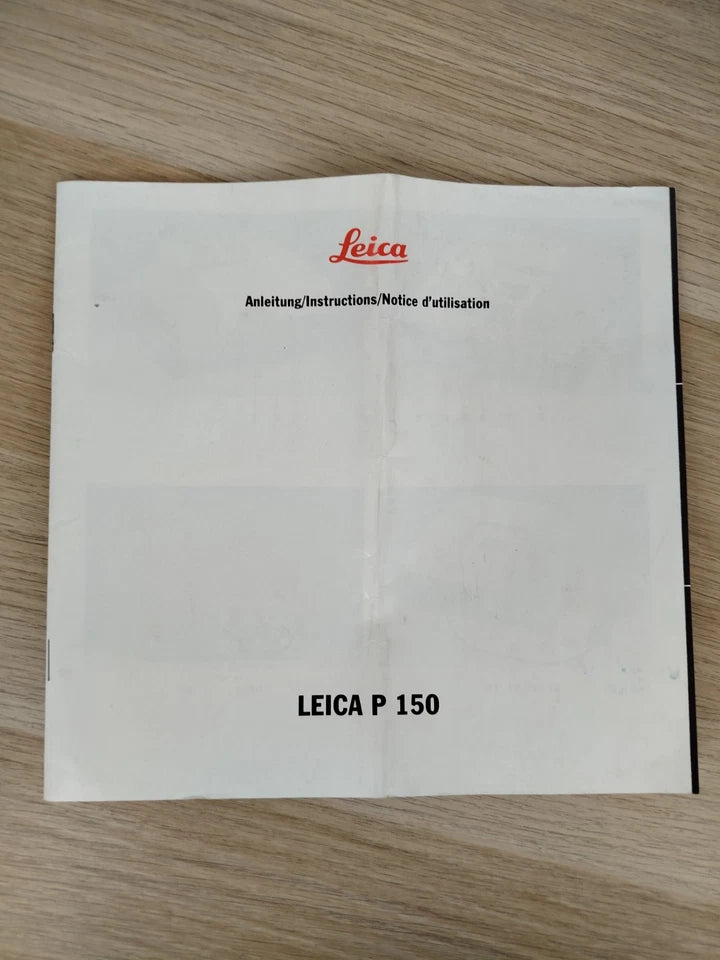 Leica
Anleitung/Instructions/Notice d'utilisation
LEICA P 150